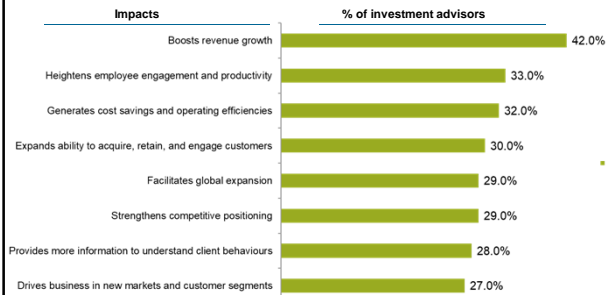 Impacts % of investment advisors
Boosts revenue growth 42.0%
Heightens employee engagement and productivity 33.0%
Generates cost savings and operating efficiencies 32.0%
Expands ability to acquire, retain, and engage customers 30.0%
Facilitates global expansion 29.0%
Strengthens competitive positioning 29.0%
Provides more information to understand client behaviours 28.0%
Drives business in new markets and customer segments 27.0%